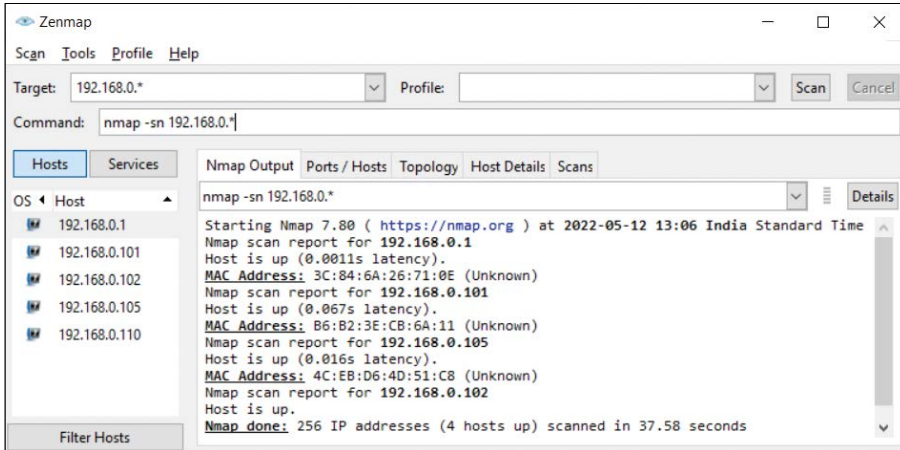 Zenmap
Scan Tools Profile Help
Target: 192.168.0.* Profile: Scan Cancel
Command: nmap -sn 192.168.0.*
Hosts Services
Nmap Output Ports / Hosts Topology Host Details Scans
OS Host
192.168.0.1
192.168.0.101
192.168.0.102
192.168.0.105
192.168.0.110
Filter Hosts
nmap -sn 192.168.0.* Details
Starting Nmap 7.80 ( https://nmap.org ) at 2022-05-12 13:06 India Standard Time
Nmap scan report for 192.168.0.1
Host is up (0.0011s latency).
MAC Address: 3C:84:6A:26:71:0E (Unknown)
Nmap scan report for 192.168.0.101
Host is up (0.067s latency).
MAC Address: B6:B2:3E:CB:6A:11 (Unknown)
Nmap scan report for 192.168.0.105
Host is up (0.016s latency).
MAC Address: 4C:EB:D6:4D:51:C8 (Unknown)
Nmap scan report for 192.168.0.102
Host is up.
Nmap done: 256 IP addresses (4 hosts up) scanned in 37.58 seconds